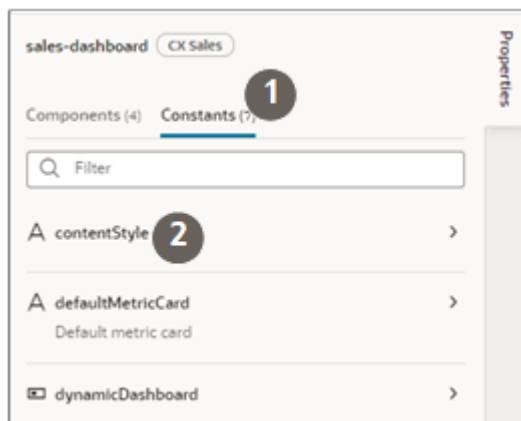 sales-dashboard CX Sales
Properties
1
Components (4) Constants (7)
Filter
contentStyle 2
defaultMetricCard
Default metric card
dynamicDashboard